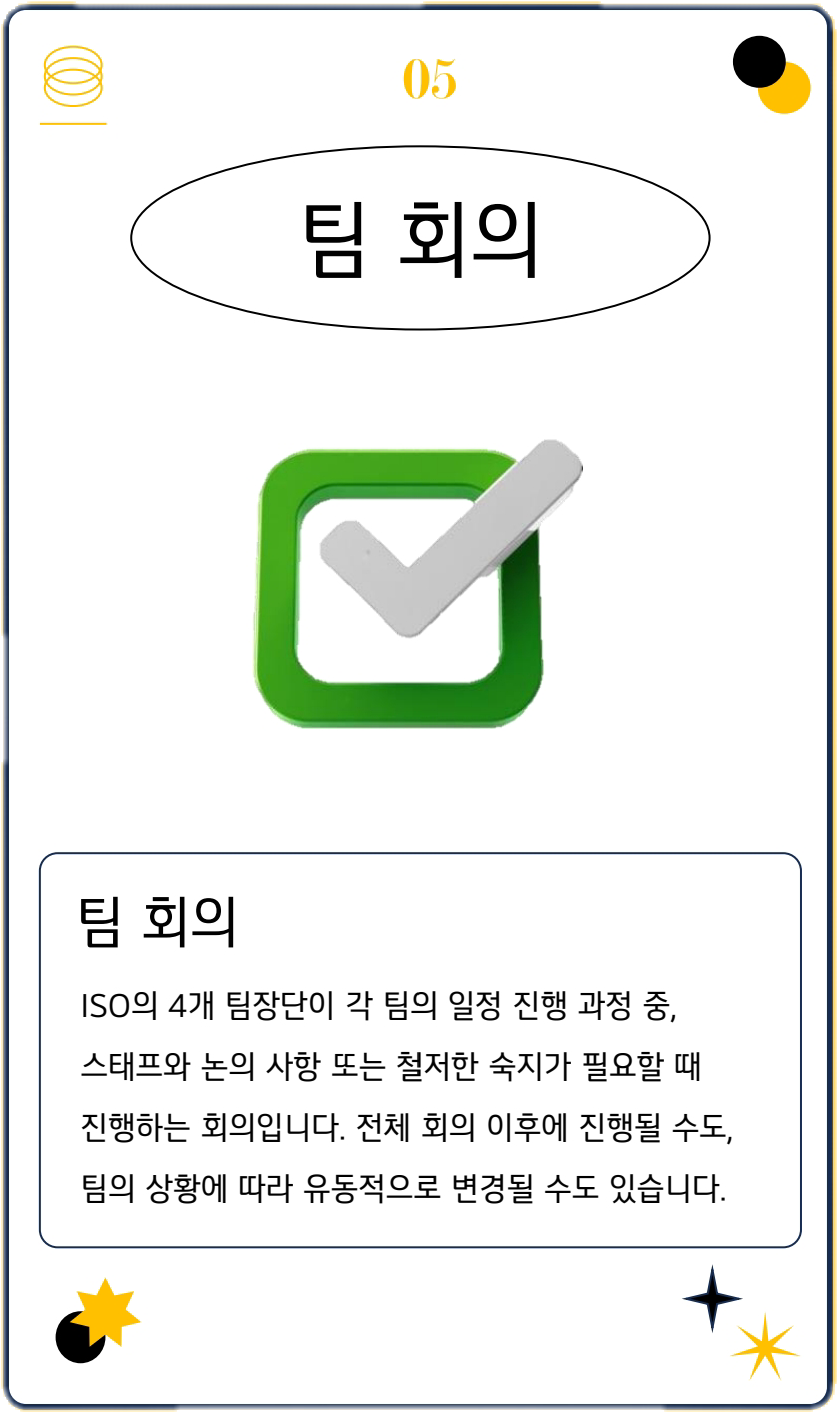 05
팀 회의
팀 회의
ISO의 4개 팀장단이 각 팀의 일정 진행 과정 중,
스태프와 논의 사항 또는 철저한 숙지가 필요할 때
진행하는 회의입니다. 전체 회의 이후에 진행될 수도,
팀의 상황에 따라 유동적으로 변경될 수도 있습니다.